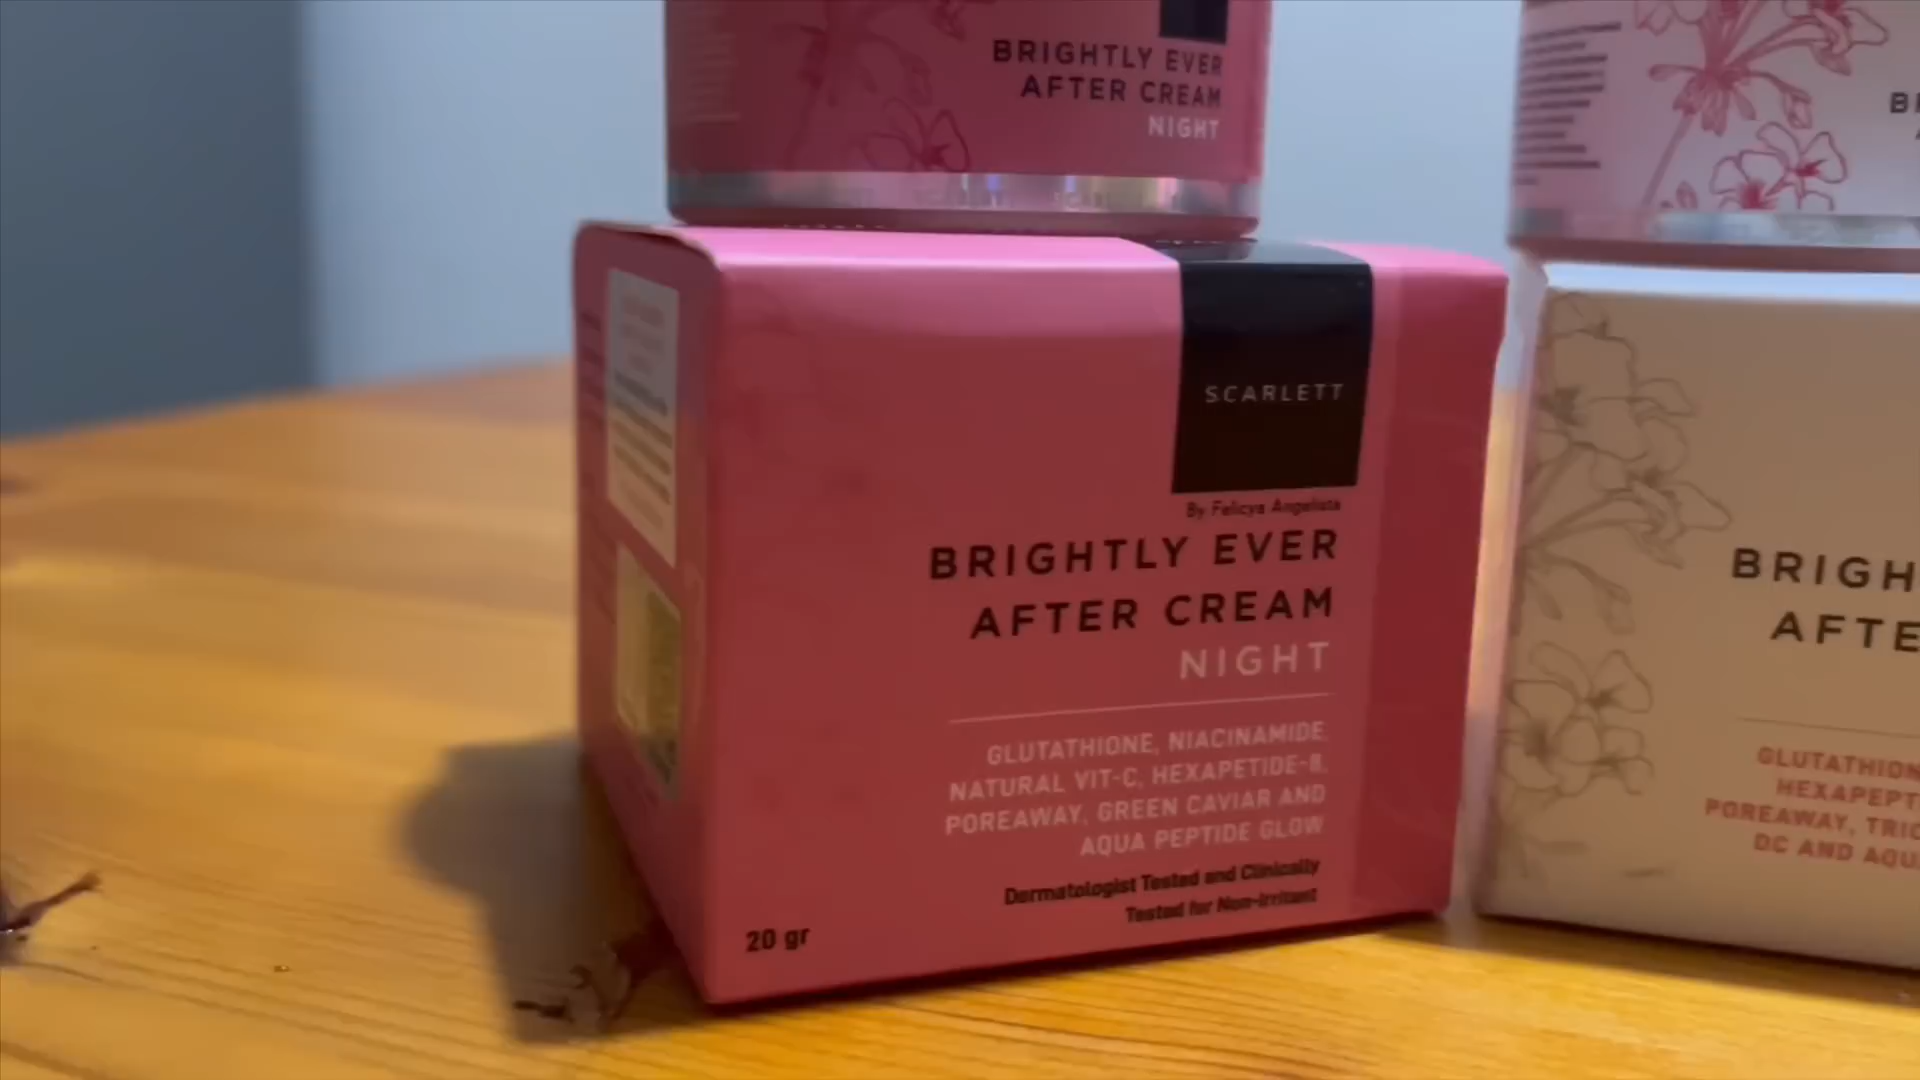 BRIGHTLY EVER
AFTER CREAM
NIGHT
SCARLETT
By Felicya Angelista
BRIGHTLY EVER
AFTER CREAM
NIGHT
GLUTATHIONE, NIACINAMIDE,
NATURAL VIT-C, HEXAPETIDE-8,
POREAWAY, GREEN CAVIAR AND
AQUA PEPTIDE GLOW
Dermatologist Tested and Clinically
Tested for Non-Irritant
20 gr
BRIGH
AFTE
GLUTATHION
HEXAPEPT
POREAWAY, TRIC
DC AND AQU